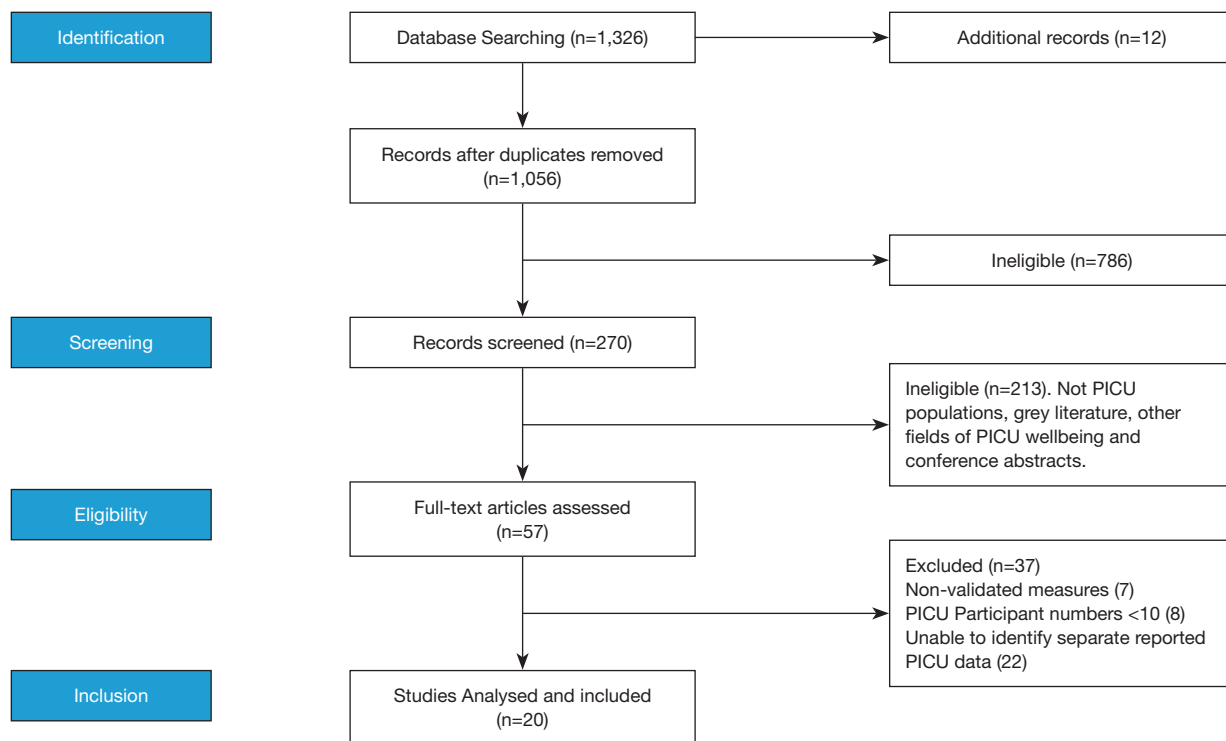 Identification
Database Searching (n=1,326)
Additional records (n=12)
Records after duplicates removed
(n=1,056)
Ineligible (n=786)
Screening
Records screened (n=270)
Ineligible (n=213). Not PICU
populations, grey literature, other
fields of PICU wellbeing and
conference abstracts.
Eligibility
Full-text articles assessed
(n=57)
Excluded (n=37)
Non-validated measures (7)
PICU Participant numbers <10 (8)
Unable to identify separate reported
PICU data (22)
Inclusion
Studies Analysed and included
(n=20)